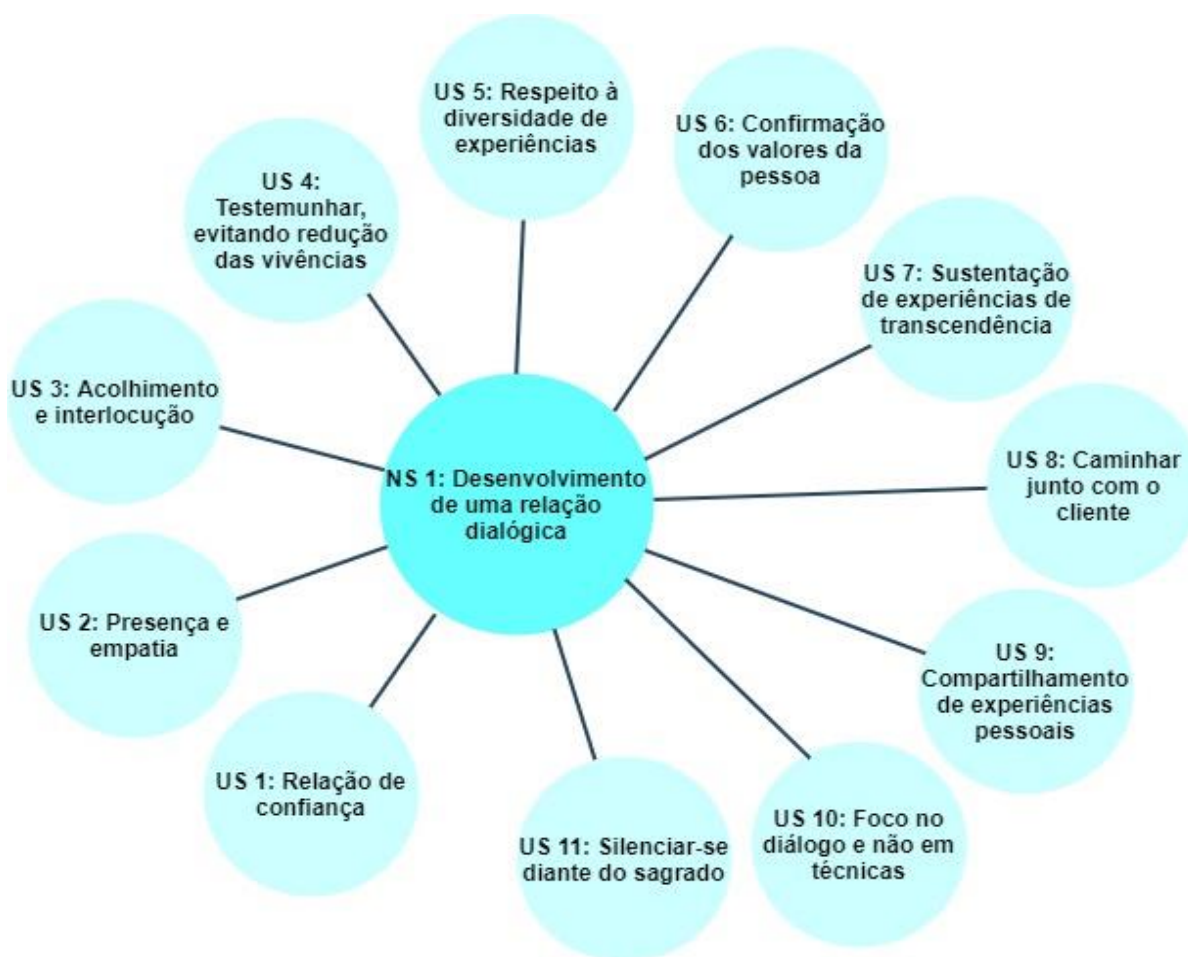 US 5: Respeito à
diversidade de
experiências
US 6: Confirmação
dos valores da
pessoa
US 4:
Testemunhar,
evitando redução
das vivências
US 7: Sustentação
de experiências de
transcendência
US 3: Acolhimento
e interlocução
NS 1: Desenvolvimento
de uma relação
dialógica
US 8: Caminhar
junto com o
cliente
US 2: Presença e
empatia
US 9:
Compartilhamento
de experiências
pessoais
US 1: Relação de
confiança
US 10: Foco no
diálogo e não em
técnicas
US 11: Silenciar-se
diante do sagrado